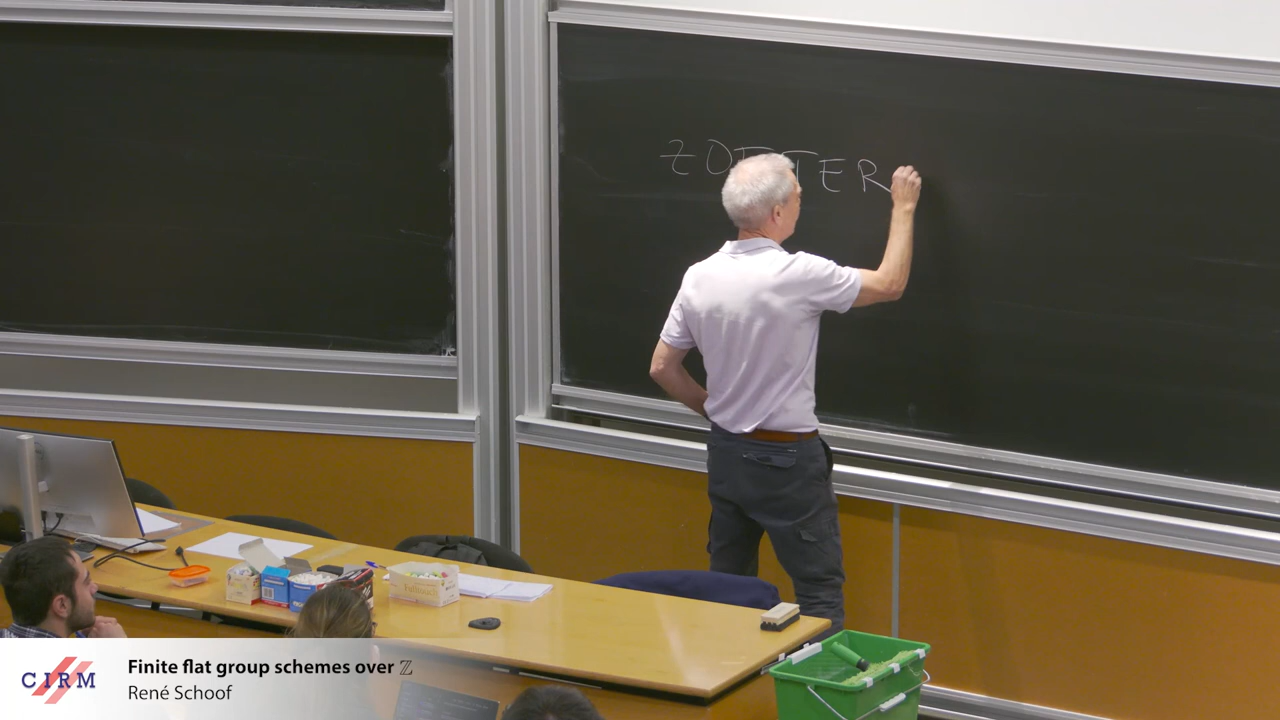 CIRM
Finite flat group schemes over ℤ
René Schoof